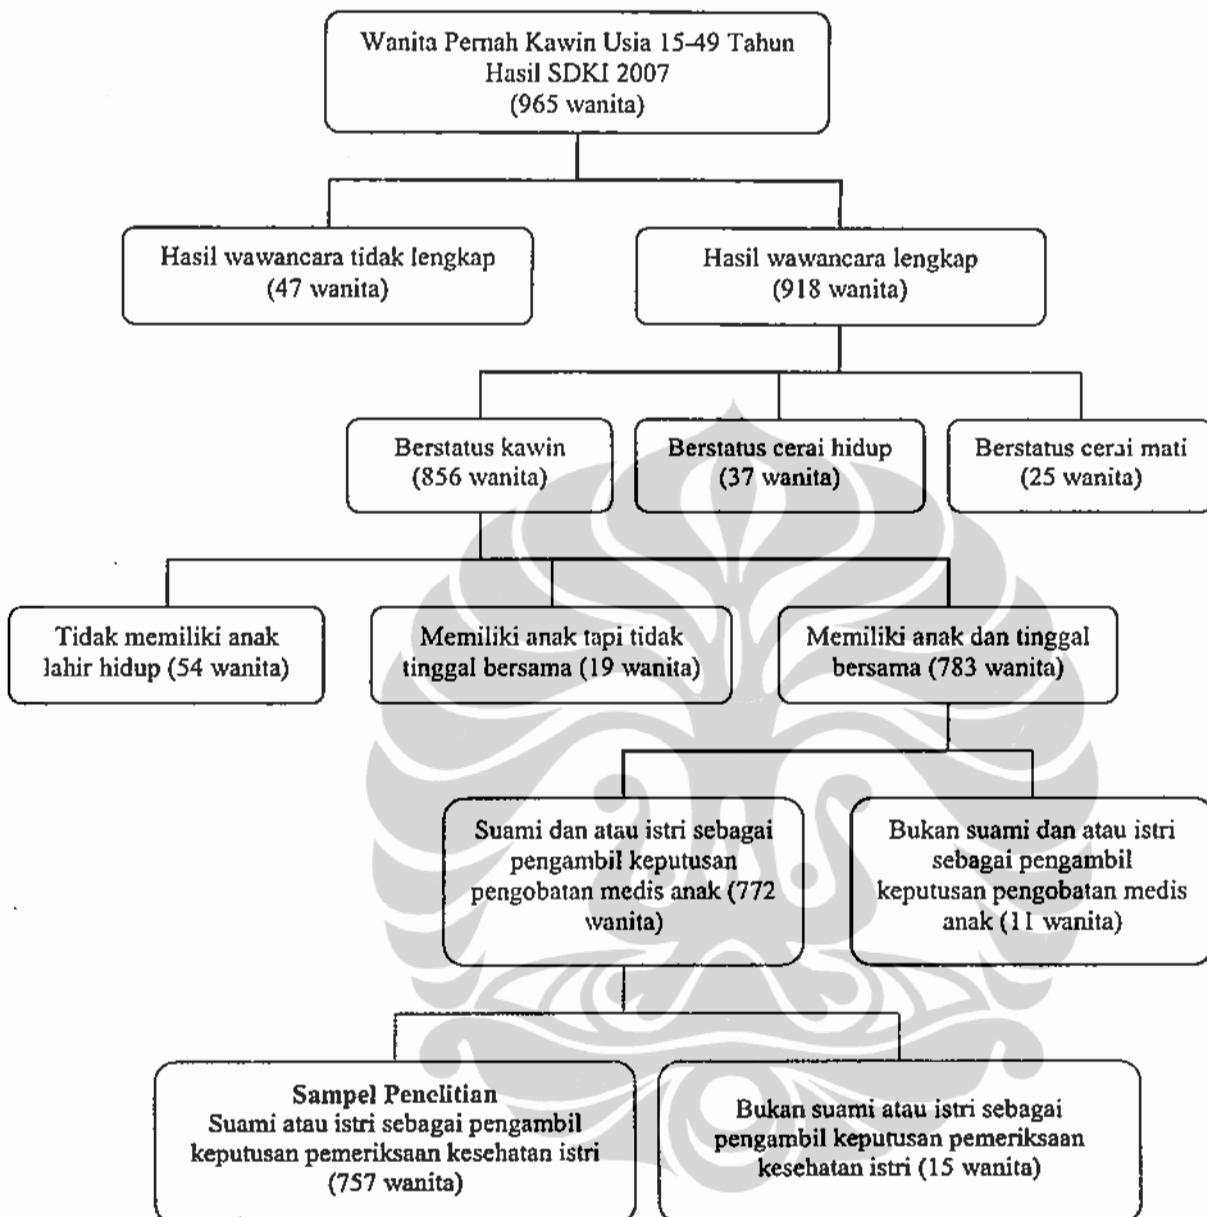 Wanita Pernah Kawin Usia 15-49 Tahun
Hasil SDKI 2007
(965 wanita)
Hasil wawancara tidak lengkap
(47 wanita)
Hasil wawancara lengkap
(918 wanita)
Berstatus kawin
(856 wanita)
Berstatus cerai hidup
(37 wanita)
Berstatus cerai mati
(25 wanita)
Tidak memiliki anak
lahir hidup (54 wanita)
Memiliki anak tapi tidak
tinggal bersama (19 wanita)
Memiliki anak dan tinggal
bersama (783 wanita)
Suami dan atau istri sebagai
pengambil keputusan
pengobatan medis anak (772
wanita)
Bukan suami dan atau istri
sebagai pengambil
keputusan pengobatan medis
anak (11 wanita)
Sampel Penelitian
Suami atau istri sebagai pengambil
keputusan pemeriksaan kesehatan istri
(757 wanita)
Bukan suami atau istri sebagai
pengambil keputusan pemeriksaan
kesehatan istri (15 wanita)